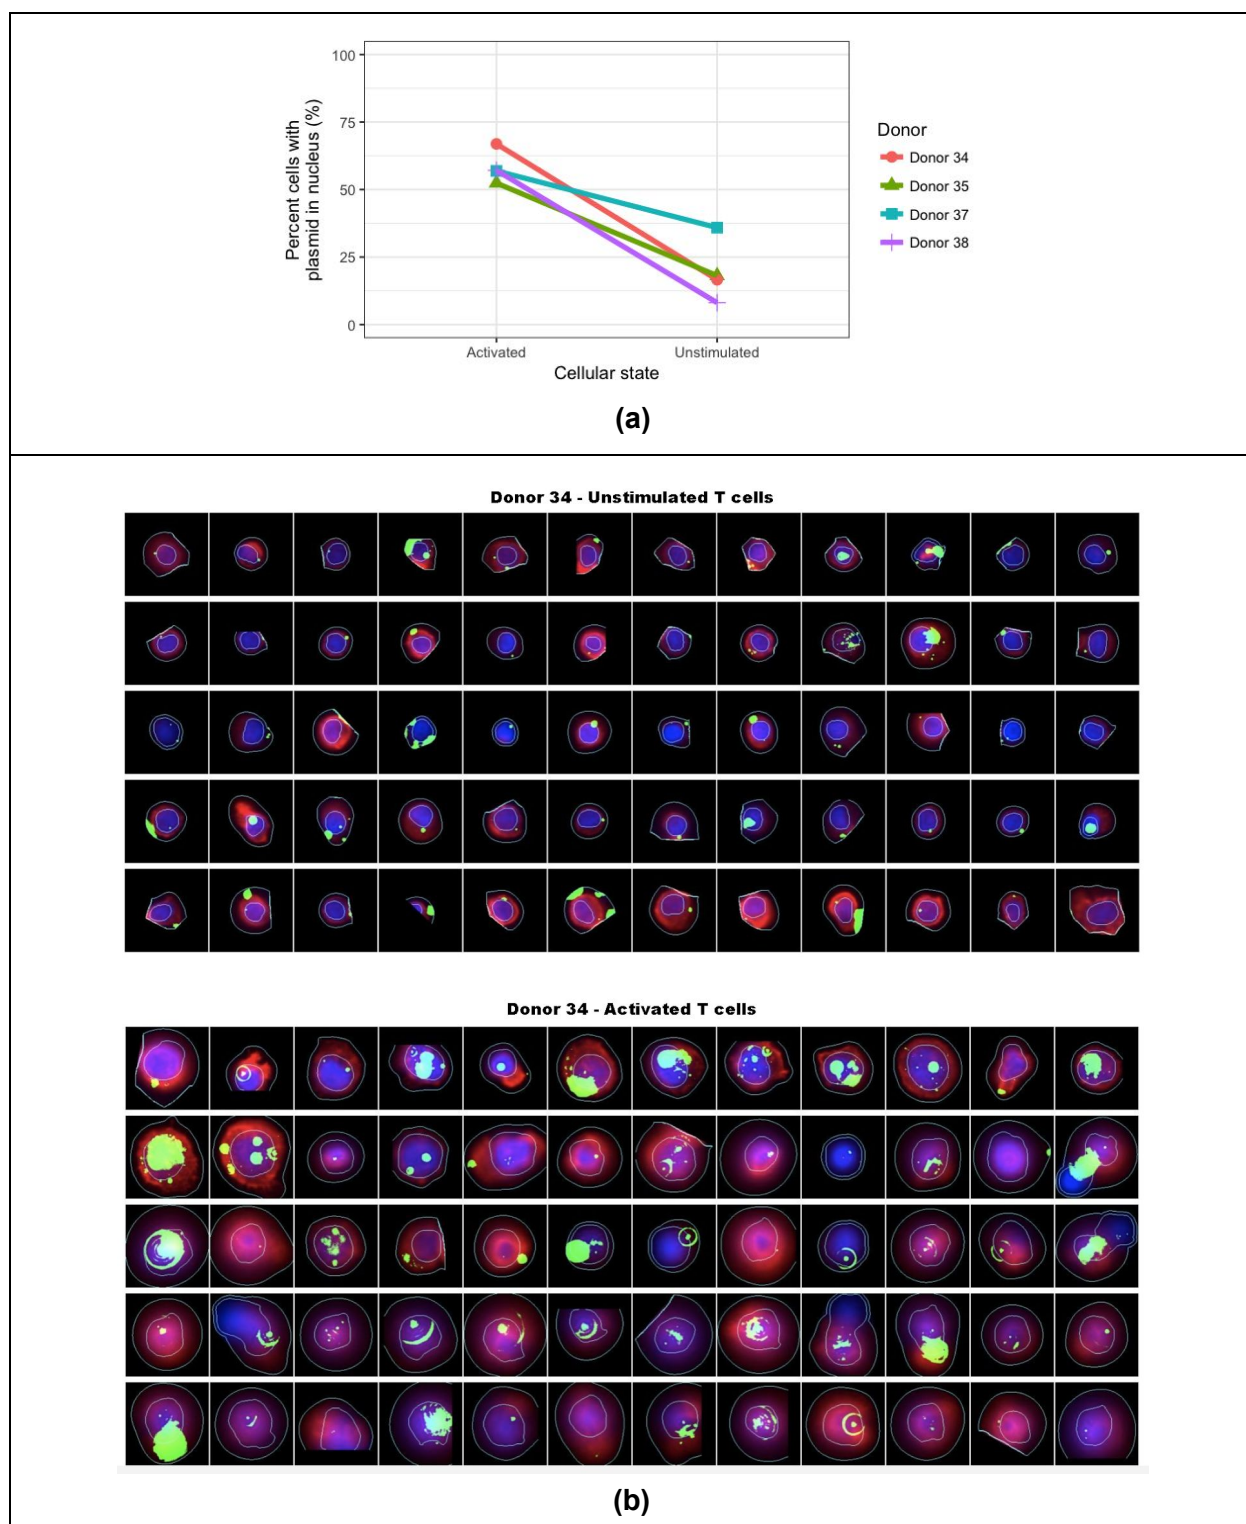 100
75
50
25
0
Percent cells with
plasmid in nucleus (%)
Activated
Unstimulated
Cellular state
Donor
Donor 34
Donor 35
Donor 37
Donor 38
(a)
Donor 34 - Unstimulated T cells
Donor 34 - Activated T cells
(b)